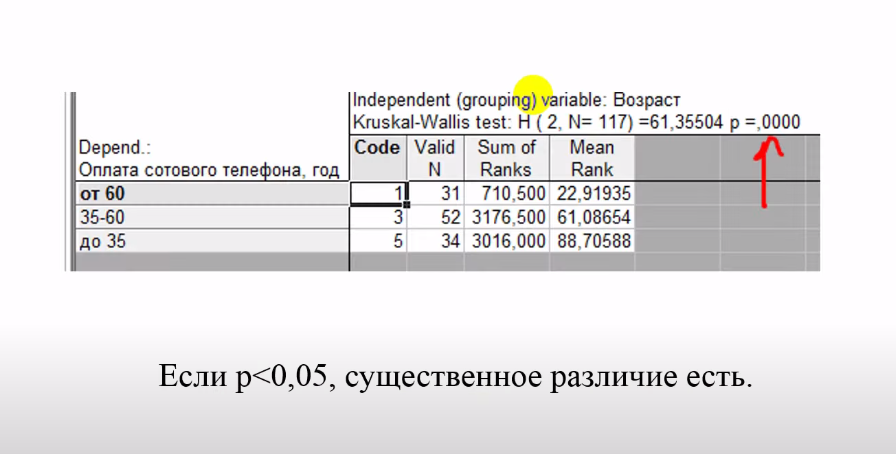 Independent (grouping) variable: Возраст
Kruskal-Wallis test: H ( 2, N= 117) =61,35504 p =,0000
Depend.: Code Valid Sum of Mean
Оплата сотового телефона, год N Ranks Rank
от 60 1 31 710,500 22,91935
35-60 3 52 3176,500 61,08654
до 35 5 34 3016,000 88,70588
Если p<0,05, существенное различие есть.